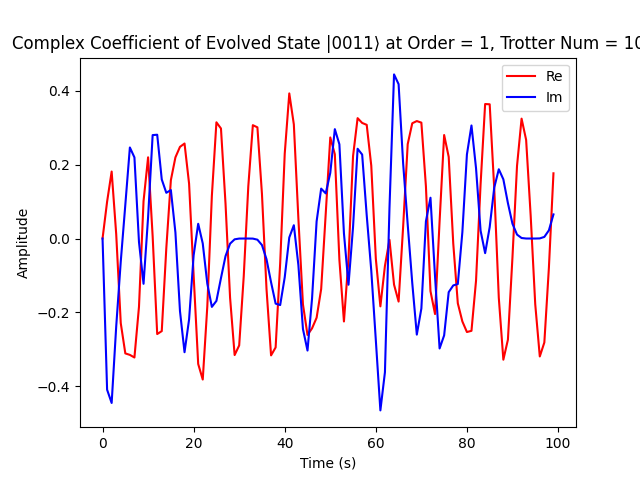 Complex Coefficient of Evolved State |0011⟩ at Order = 1, Trotter Num = 10
Re
Im
0.4
0.2
0.0
−0.2
−0.4
Amplitude
0 20 40 60 80 100
Time (s)